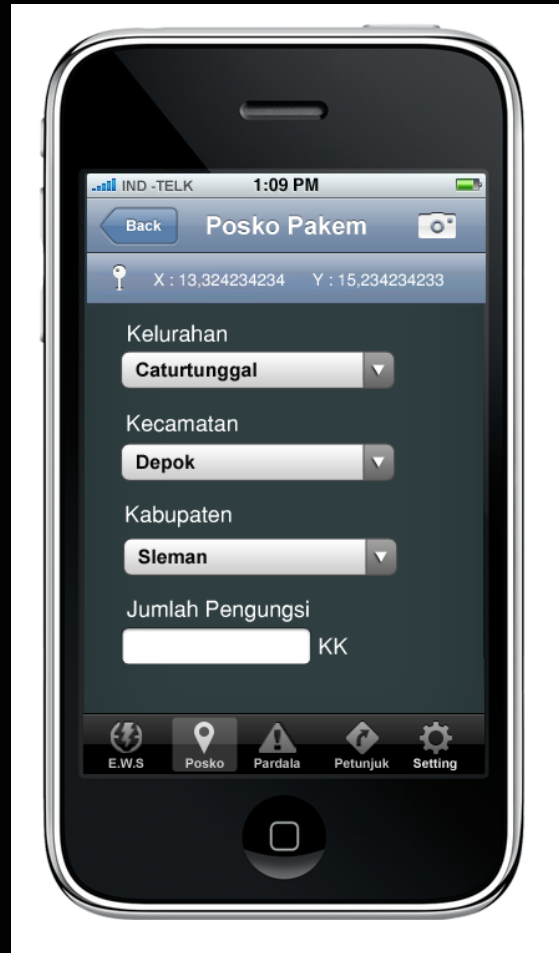 IND -TELK 1:09 PM
Back Posko Pakem
X : 13,324234234 Y : 15,234234233
Kelurahan
Caturtunggal
Kecamatan
Depok
Kabupaten
Sleman
Jumlah Pengungsi
KK
E.W.S Posko Pardala Petunjuk Setting